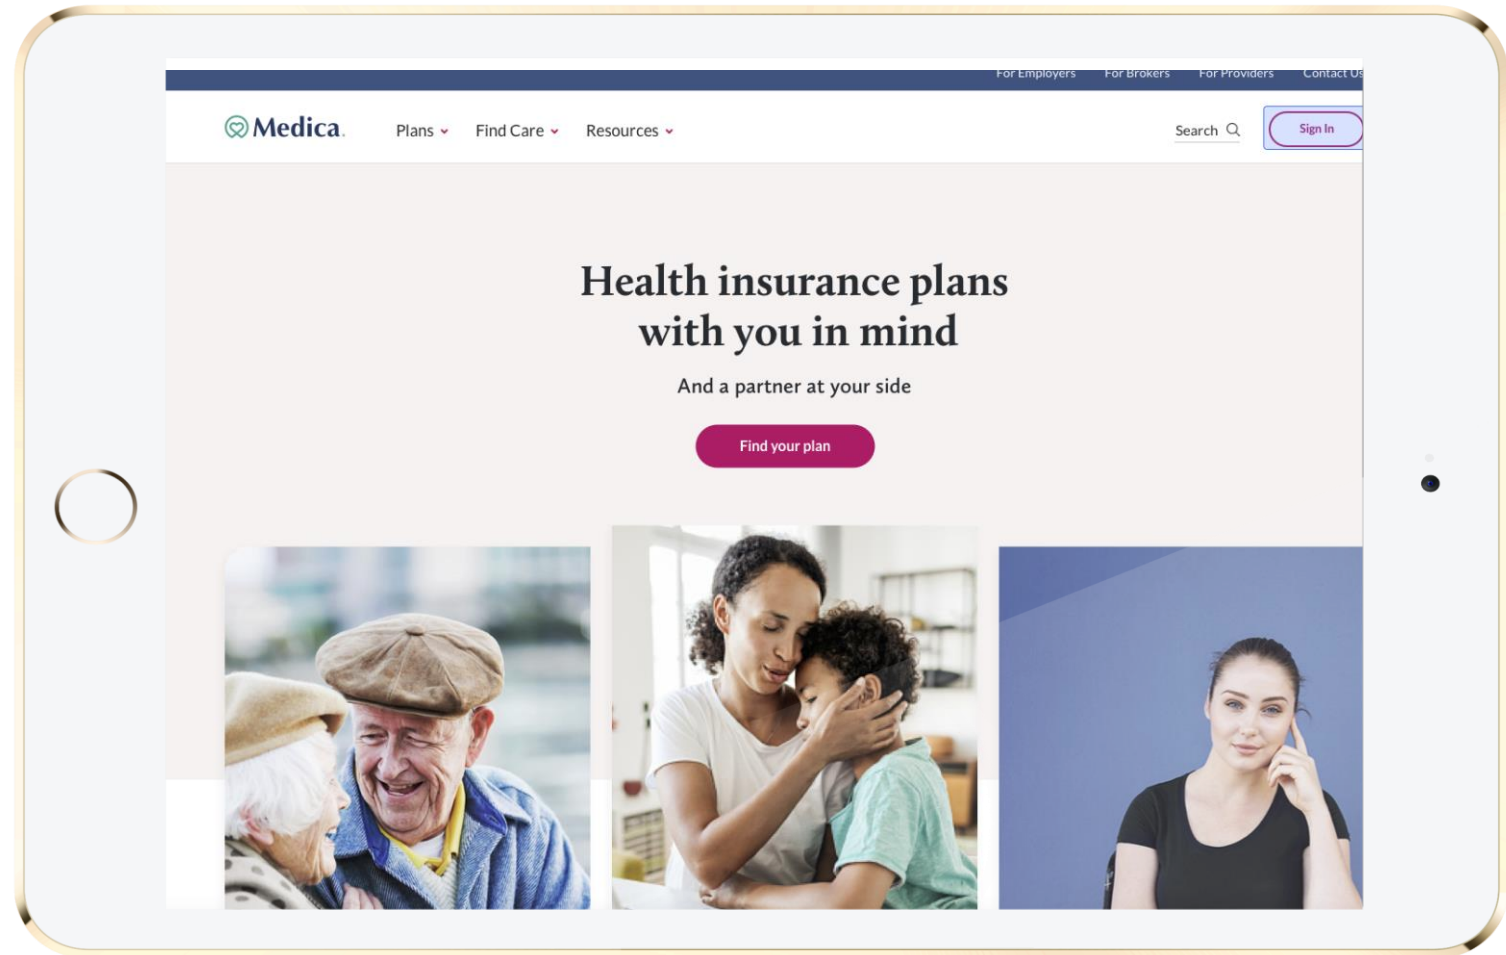 For Employers For Brokers For Providers Contact Us
Medica.
Plans Find Care Resources Search Sign In
Health insurance plans
with you in mind
And a partner at your side
Find your plan